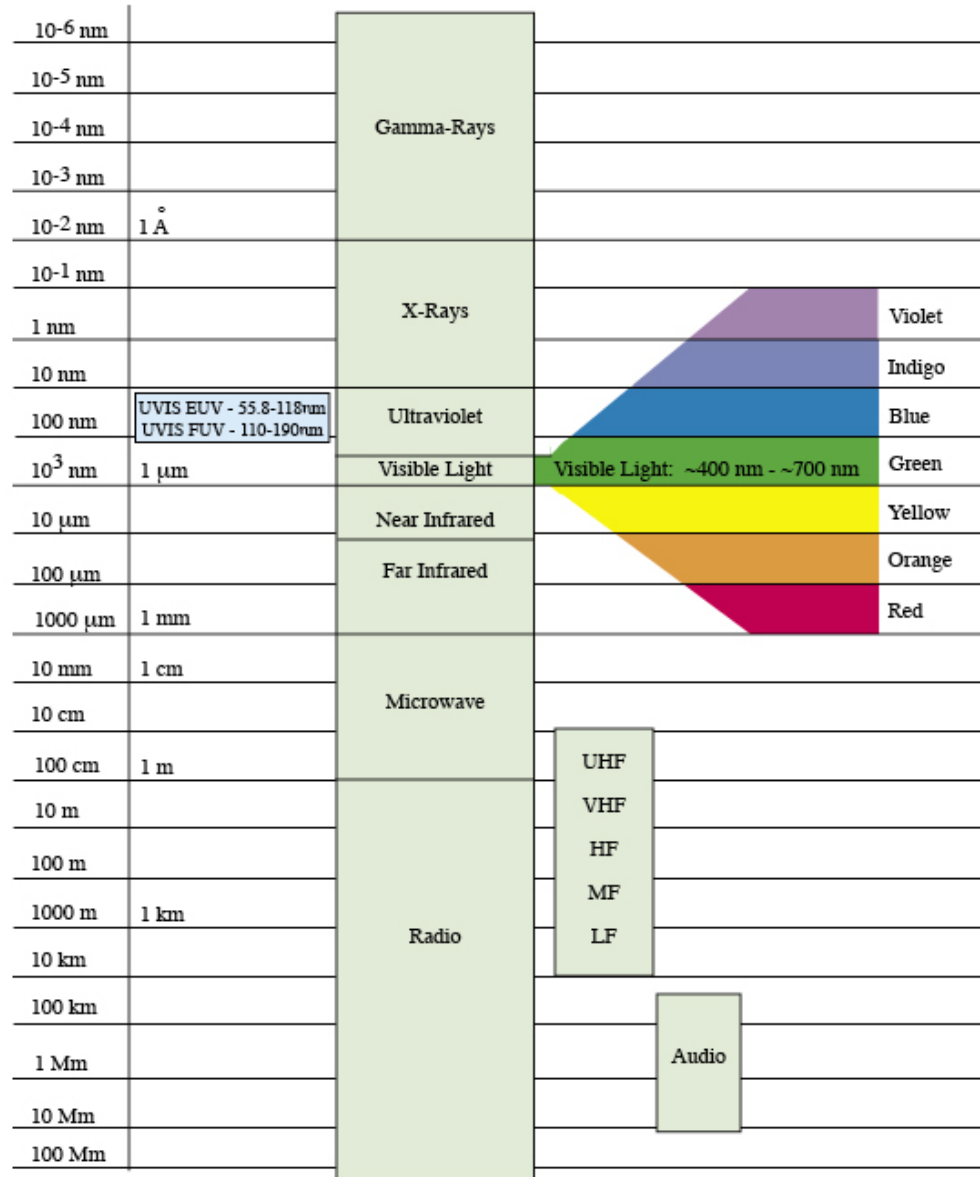 10-6 nm
10-5 nm
10-4 nm
Gamma-Rays
10-3 nm
10-2 nm 1 Å
10-1 nm
X-Rays
1 nm
Violet
10 nm
Indigo
UVIS EUV - 55.8-118nm
UVIS FUV - 110-190nm
100 nm
Ultraviolet
Blue
10³ nm 1 μm
Visible Light
Visible Light: ~400 nm - ~700 nm
Green
10 μm
Near Infrared
Yellow
100 μm
Far Infrared
Orange
1000 μm 1 mm
Red
10 mm 1 cm
10 cm
Microwave
100 cm 1 m
UHF
10 m
VHF
100 m
HF
1000 m 1 km
MF
Radio
LF
10 km
100 km
1 Mm
Audio
10 Mm
100 Mm